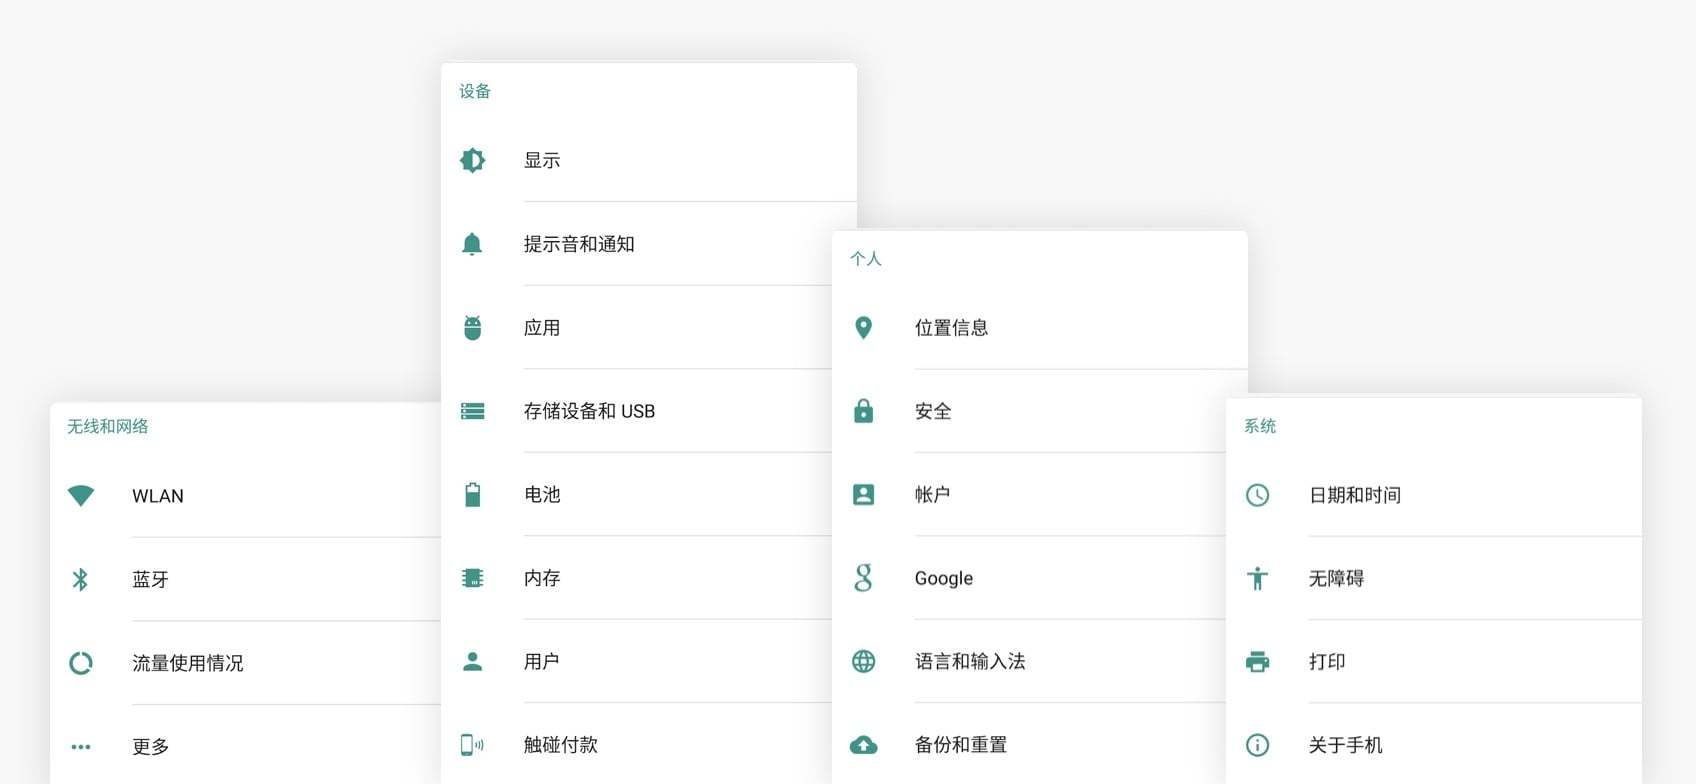 无线和网络
WLAN
蓝牙
流量使用情况
更多
设备
显示
提示音和通知
应用
存储设备和 USB
电池
内存
用户
触碰付款
个人
位置信息
安全
帐户
Google
语言和输入法
备份和重置
系统
日期和时间
无障碍
打印
关于手机